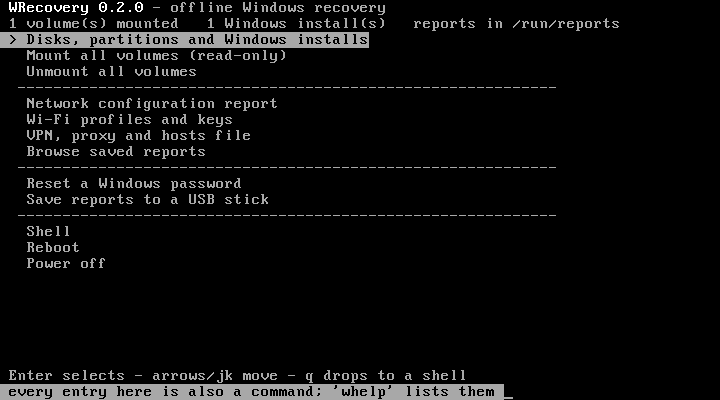 WRecovery 0.2.0 - offline Windows recovery
1 volume(s) mounted   1 Windows install(s)   reports in /run/reports
> Disks, partitions and Windows installs
Mount all volumes (read-only)
Unmount all volumes
------------------------------------------------------------
Network configuration report
Wi-Fi profiles and keys
VPN, proxy and hosts file
Browse saved reports
------------------------------------------------------------
Reset a Windows password
Save reports to a USB stick
------------------------------------------------------------
Shell
Reboot
Power off
Enter selects - arrows/jk move - q drops to a shell
every entry here is also a command; 'whelp' lists them _